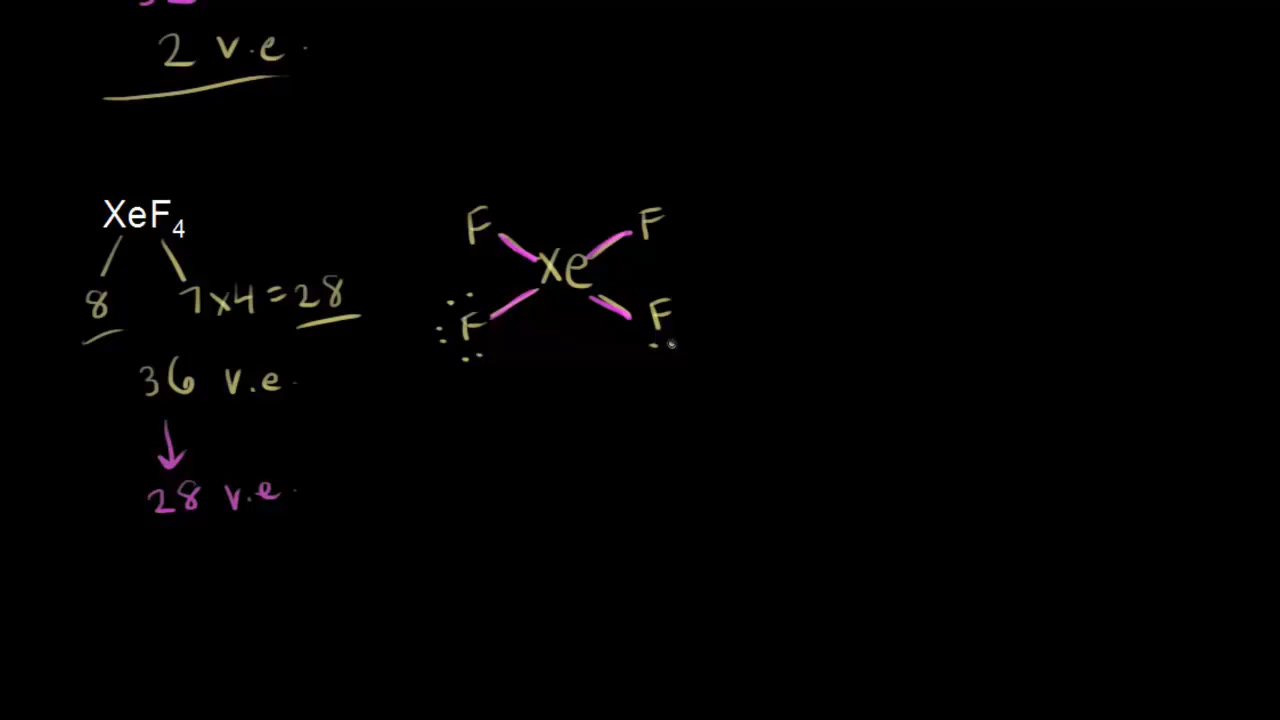 2 v.e.
XeF₄
F F
Xe
8 7x4=28
F F
36 v.e.
28 v.e.